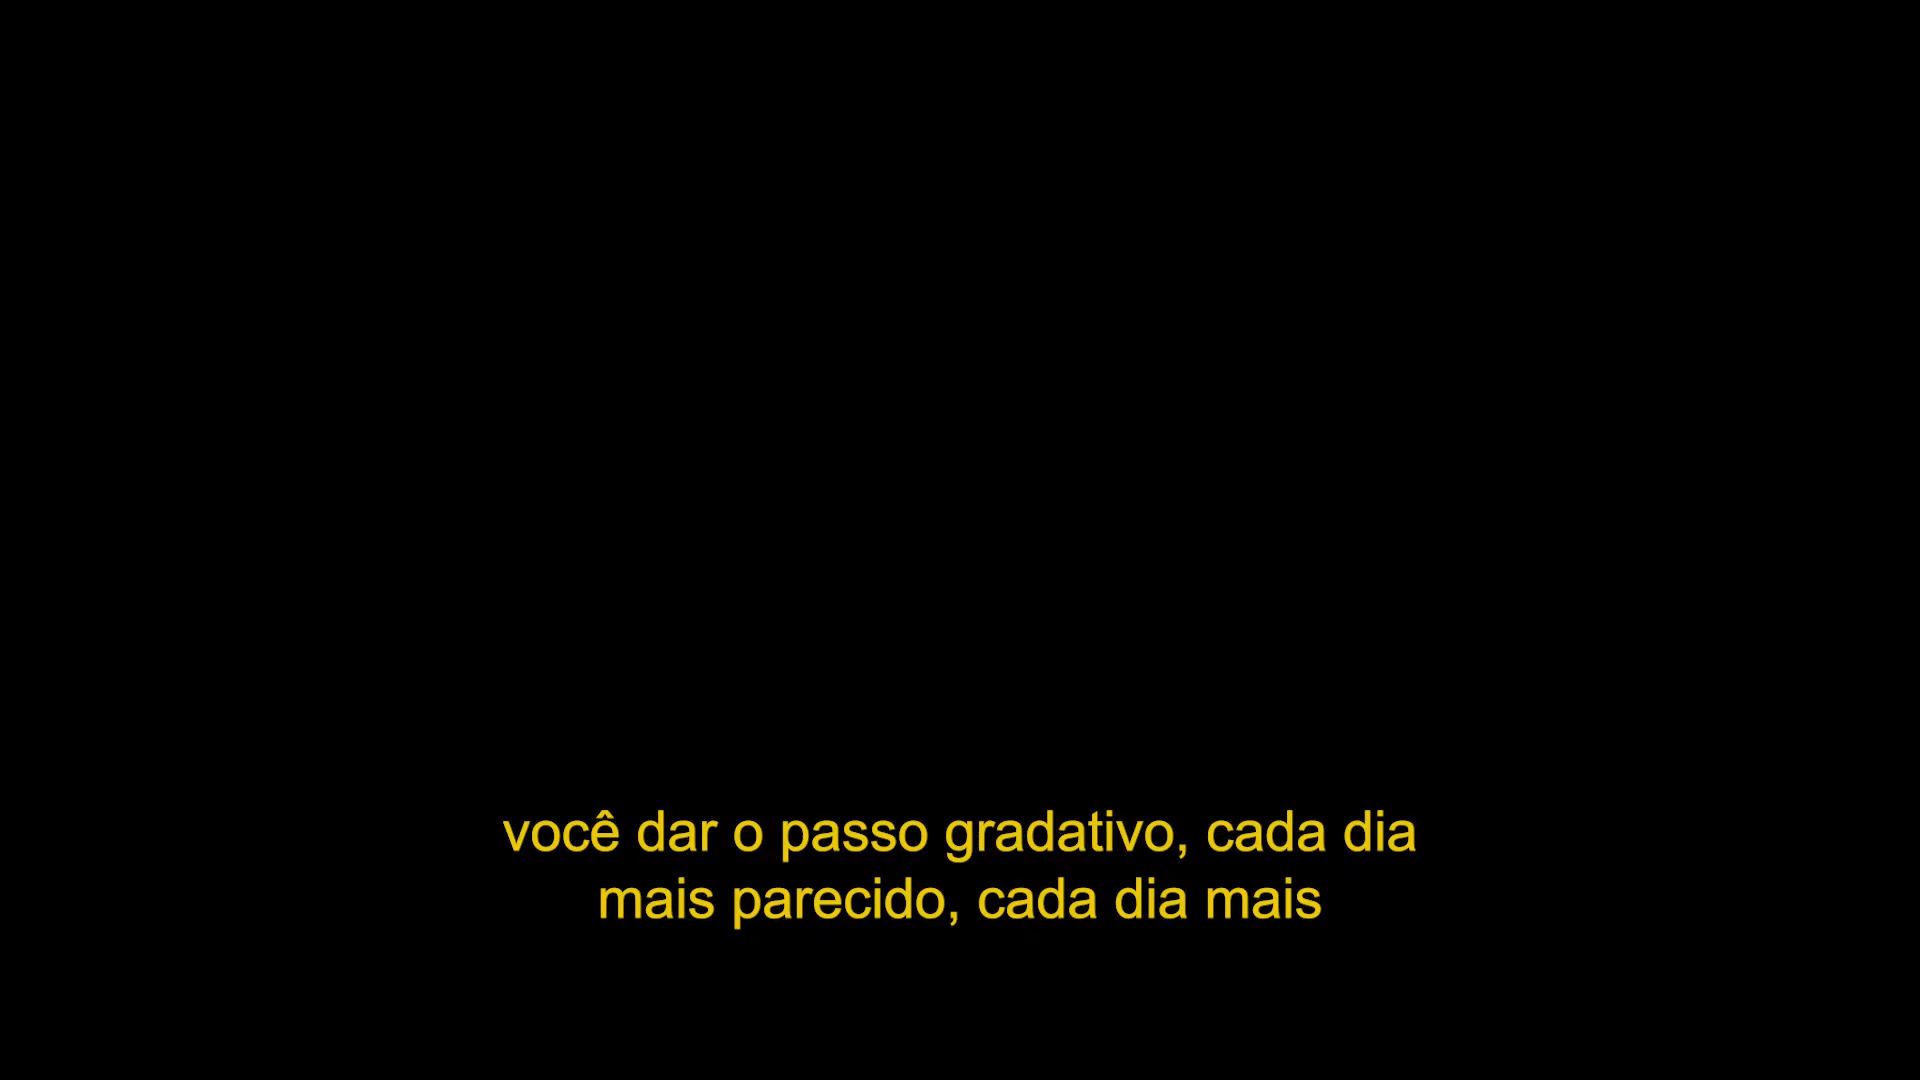 você dar o passo gradativo, cada dia
mais parecido, cada dia mais